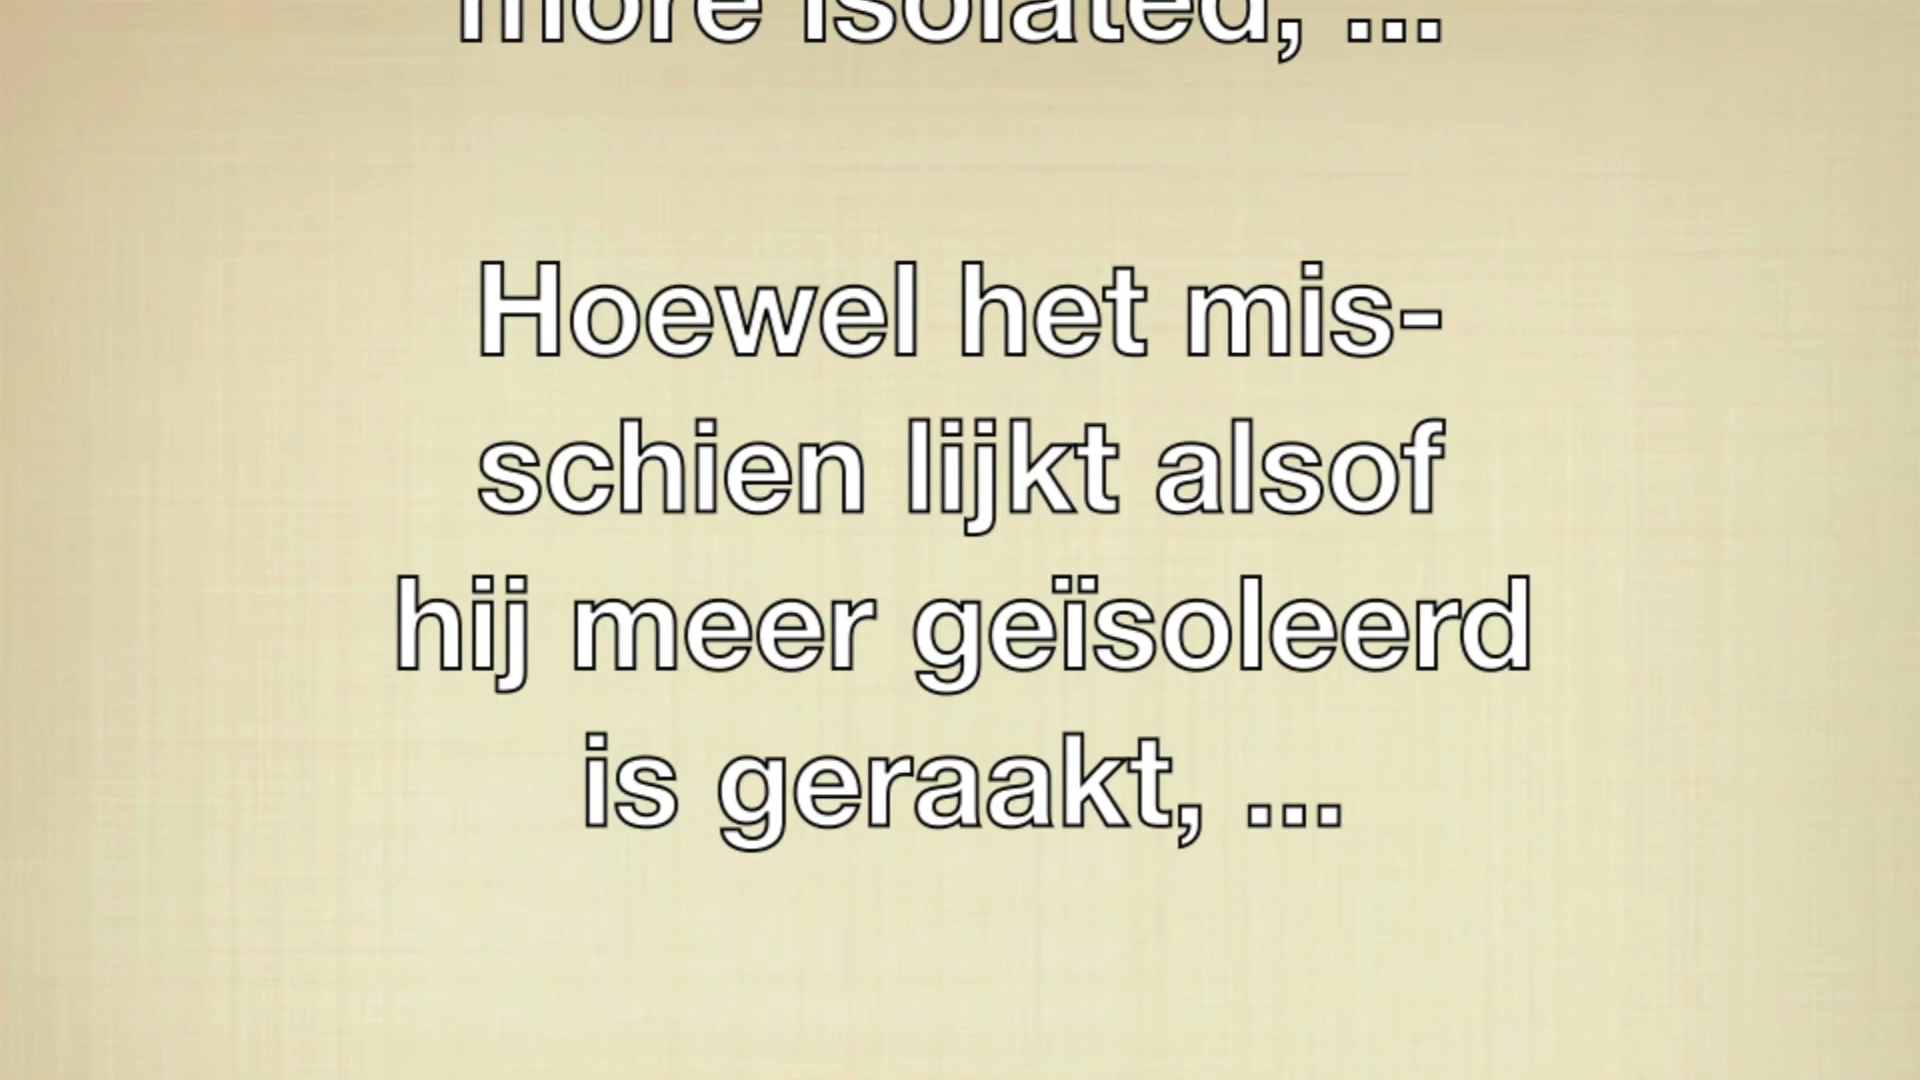 more isolated, ...
Hoewel het mis-
schien lijkt alsof
hij meer geïsoleerd
is geraakt, ...